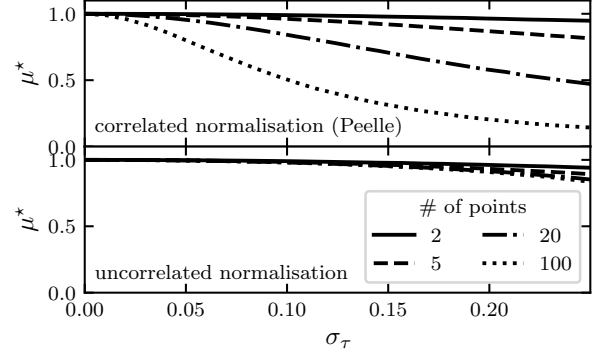 1.0
0.5
0.0
μ*
correlated normalisation (Peelle)
1.0
0.5
0.0
μ*
uncorrelated normalisation
# of points
2 20
5 100
0.00 0.05 0.10 0.15 0.20
σ_τ